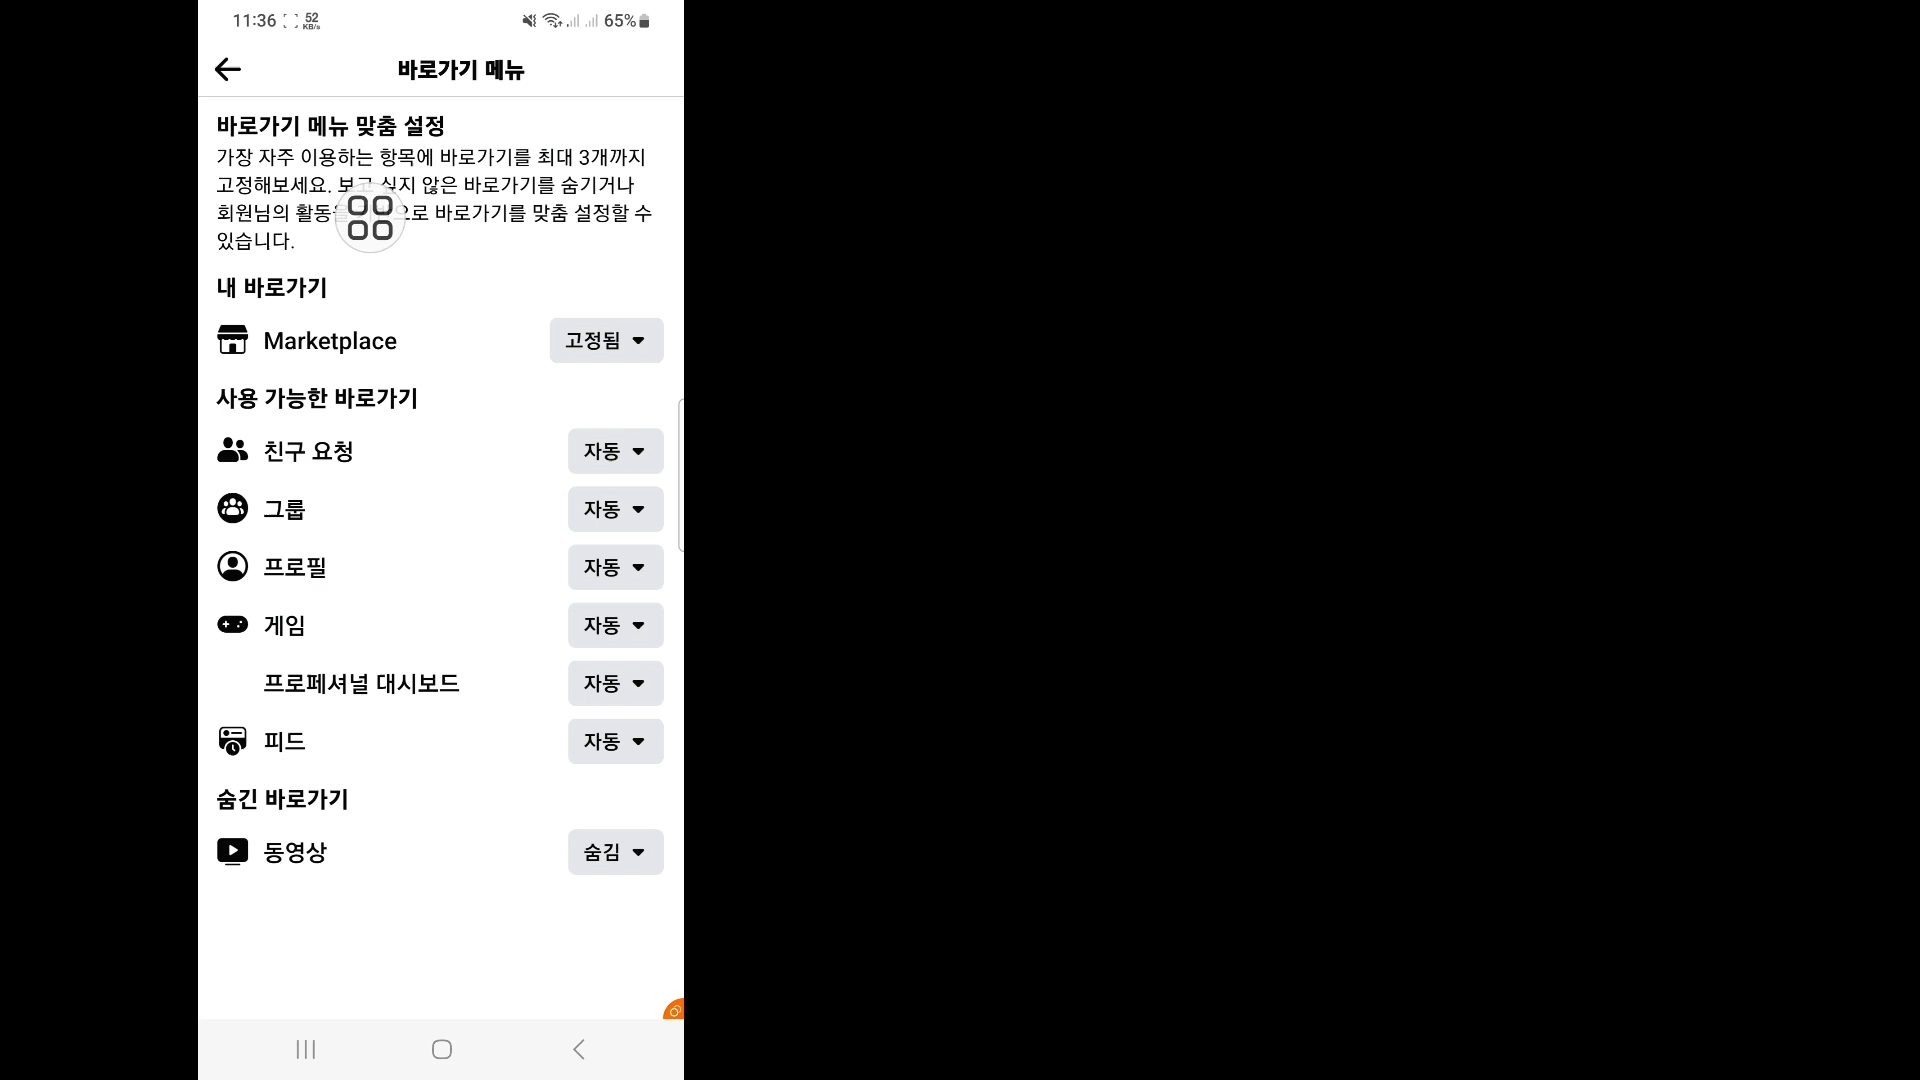 11:36 52 KB/s 65%
바로가기 메뉴
바로가기 메뉴 맞춤 설정
가장 자주 이용하는 항목에 바로가기를 최대 3개까지
고정해보세요. 보고 싶지 않은 바로가기를 숨기거나
회원님의 활동을 으로 바로가기를 맞춤 설정할 수
있습니다.
내 바로가기
Marketplace 고정됨
사용 가능한 바로가기
친구 요청 자동
그룹 자동
프로필 자동
게임 자동
프로페셔널 대시보드 자동
피드 자동
숨긴 바로가기
동영상 숨김